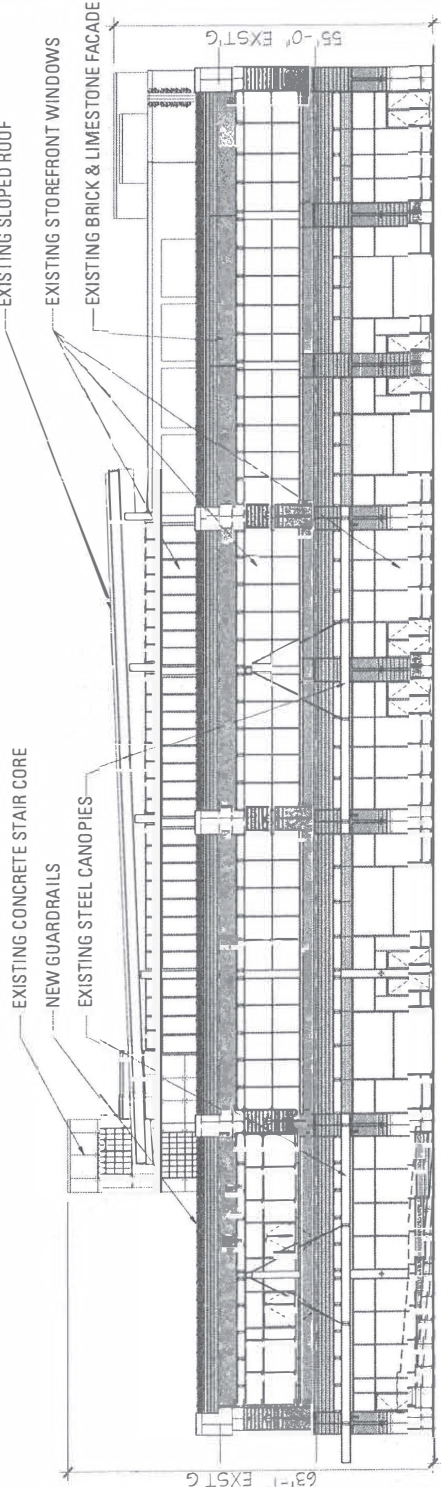 EXISTING SLOPED ROOF
EXISTING STOREFRONT WINDOWS
EXISTING BRICK & LIMESTONE FACADE
55'-0" EXST'G
EXISTING CONCRETE STAIR CORE
NEW GUARDRAILS
EXISTING STEEL CANOPIES
63'-1 EXST'G